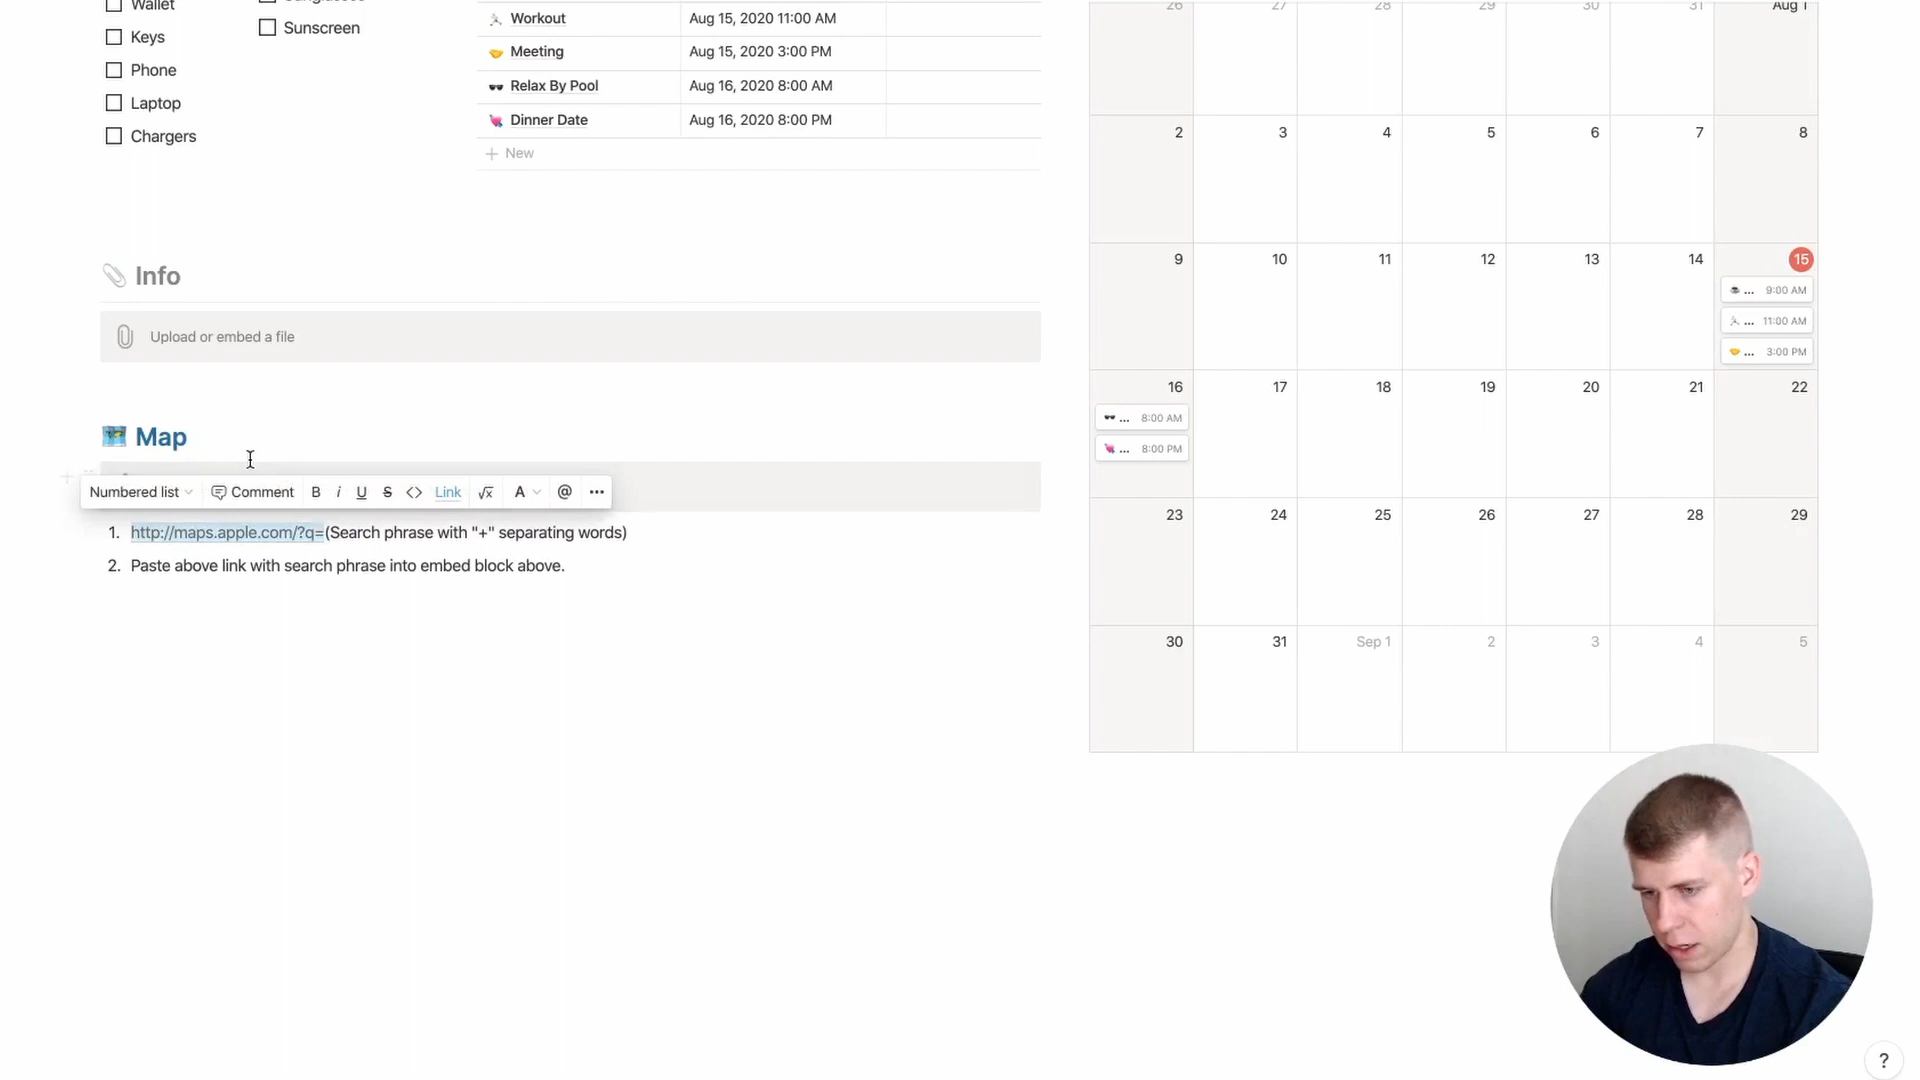 Wallet
Keys
Phone
Laptop
Chargers
Sunscreen
Workout Aug 15, 2020 11:00 AM
Meeting Aug 15, 2020 3:00 PM
Relax By Pool Aug 16, 2020 8:00 AM
Dinner Date Aug 16, 2020 8:00 PM
+ New
Info
Upload or embed a file
Map
Numbered list Comment B i U S <> Link √x A @ •••
1. http://maps.apple.com/?q=(Search phrase with "+" separating words)
2. Paste above link with search phrase into embed block above.
26 27 28 29 30 31 Aug 1
2 3 4 5 6 7 8
9 10 11 12 13 14 15
... 9:00 AM
... 11:00 AM
... 3:00 PM
16 17 18 19 20 21 22
... 8:00 AM
... 8:00 PM
23 24 25 26 27 28 29
30 31 Sep 1 2 3 4 5
?